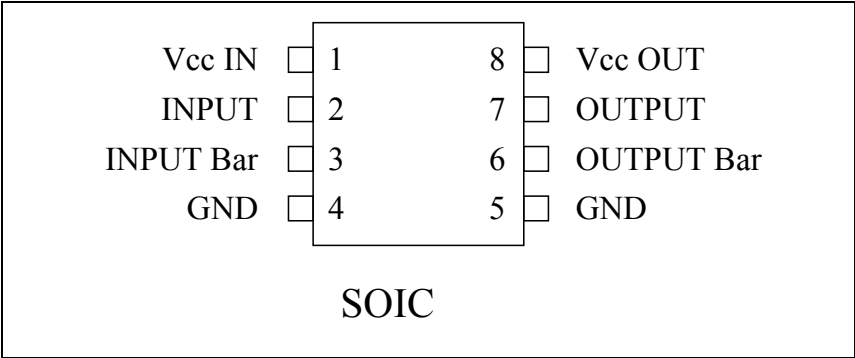 Vcc IN 1 8 Vcc OUT
INPUT 2 7 OUTPUT
INPUT Bar 3 6 OUTPUT Bar
GND 4 5 GND
SOIC